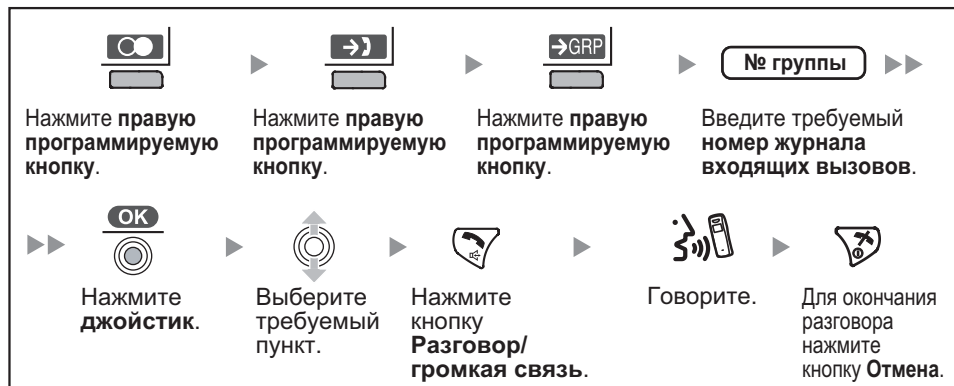 →GRP
№ группы
Нажмите правую
программируемую
кнопку.
Нажмите правую
программируемую
кнопку.
Нажмите правую
программируемую
кнопку.
Введите требуемый
номер журнала
входящих вызовов.
OK
Нажмите
джойстик.
Выберите
требуемый
пункт.
Нажмите
кнопку
Разговор/
громкая связь.
Говорите.
Для окончания
разговора
нажмите
кнопку Отмена.